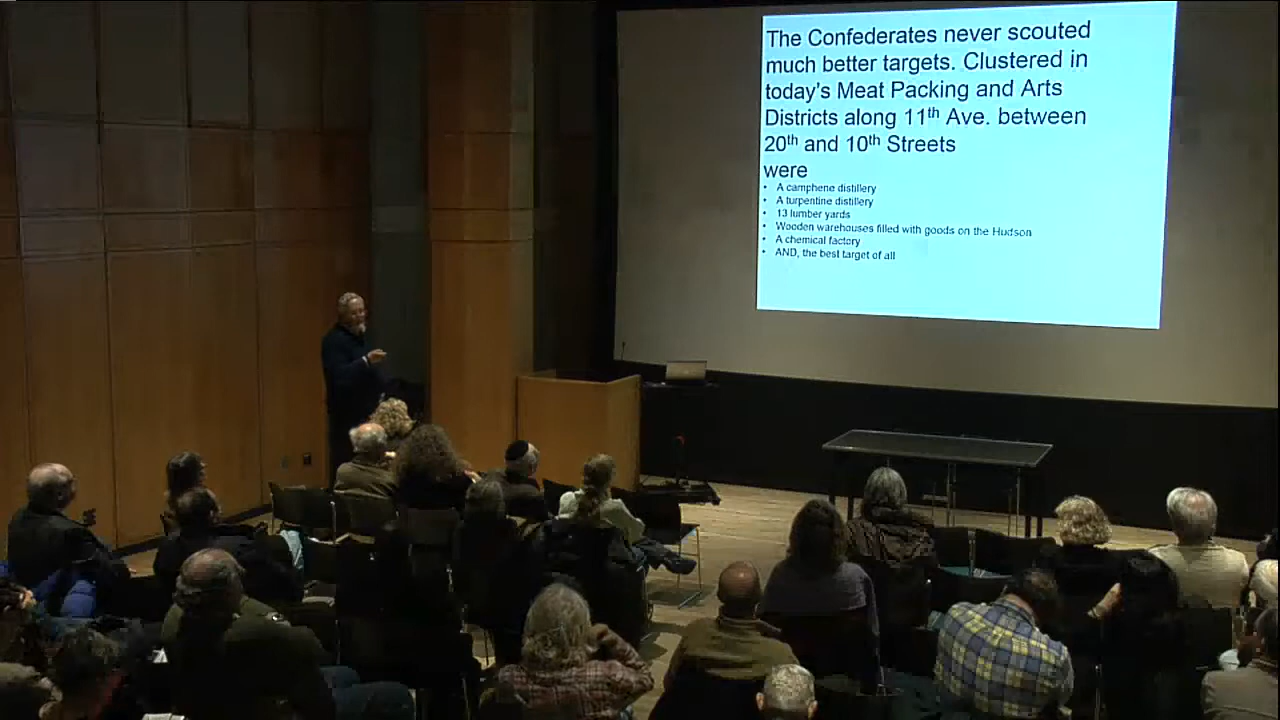 The Confederates never scouted
much better targets. Clustered in
today's Meat Packing and Arts
Districts along 11th Ave. between
20th and 10th Streets
were
• A camphene distillery
• A turpentine distillery
• 13 lumber yards
• Wooden warehouses filled with goods on the Hudson
• A chemical factory
• AND, the best target of all